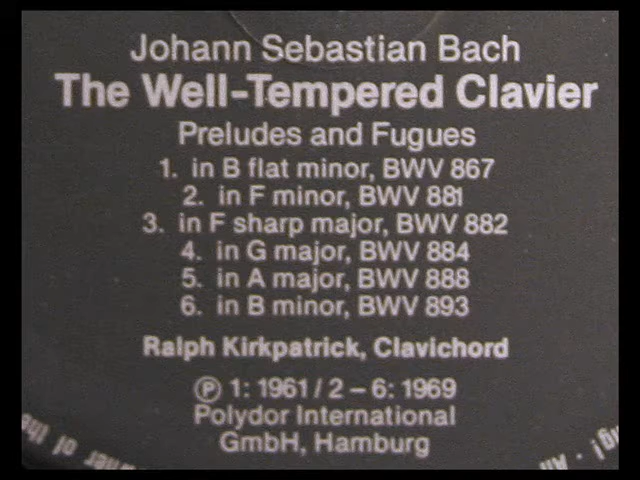 Johann Sebastian Bach
The Well-Tempered Clavier
Preludes and Fugues
1. in B flat minor, BWV 867
2. in F minor, BWV 881
3. in F sharp major, BWV 882
4. in G major, BWV 884
5. in A major, BWV 888
6. in B minor, BWV 893
Ralph Kirkpatrick, Clavichord
Ⓟ 1: 1961 / 2 – 6: 1969
Polydor International
GmbH, Hamburg
of the